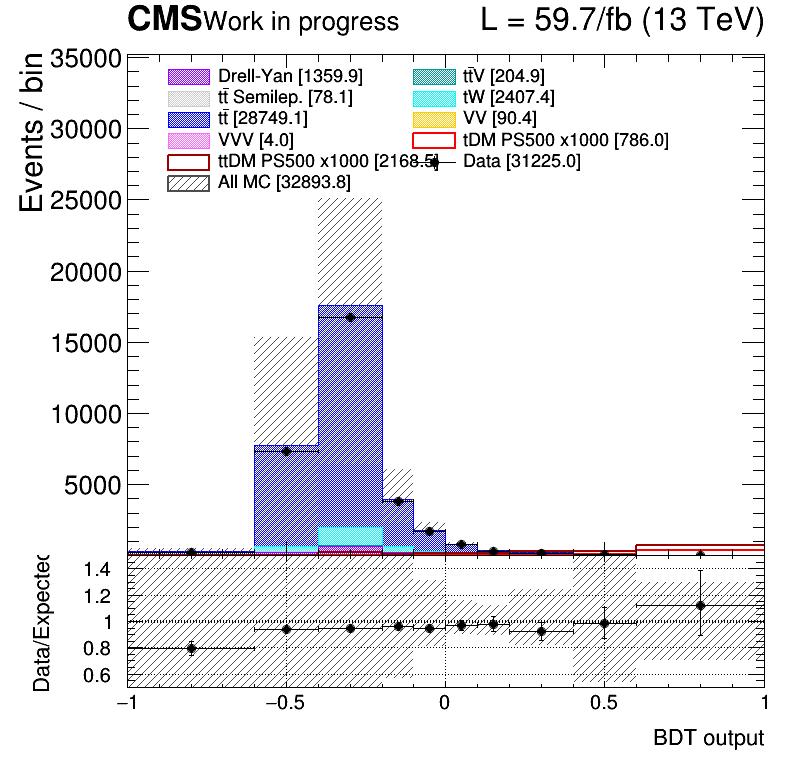 CMS Work in progress L = 59.7/fb (13 TeV)
Events / bin
35000
30000
25000
20000
15000
10000
5000
Drell-Yan [1359.9] tt̄V [204.9]
tt̄ Semilep. [78.1] tW [2407.4]
tt̄ [28749.1] VV [90.4]
VVV [4.0] tDM PS500 x1000 [786.0]
ttDM PS500 x1000 [2168.5] Data [31225.0]
All MC [32893.8]
Data/Expected
1.4
1.2
1
0.8
0.6
−1 −0.5 0 0.5 1
BDT output